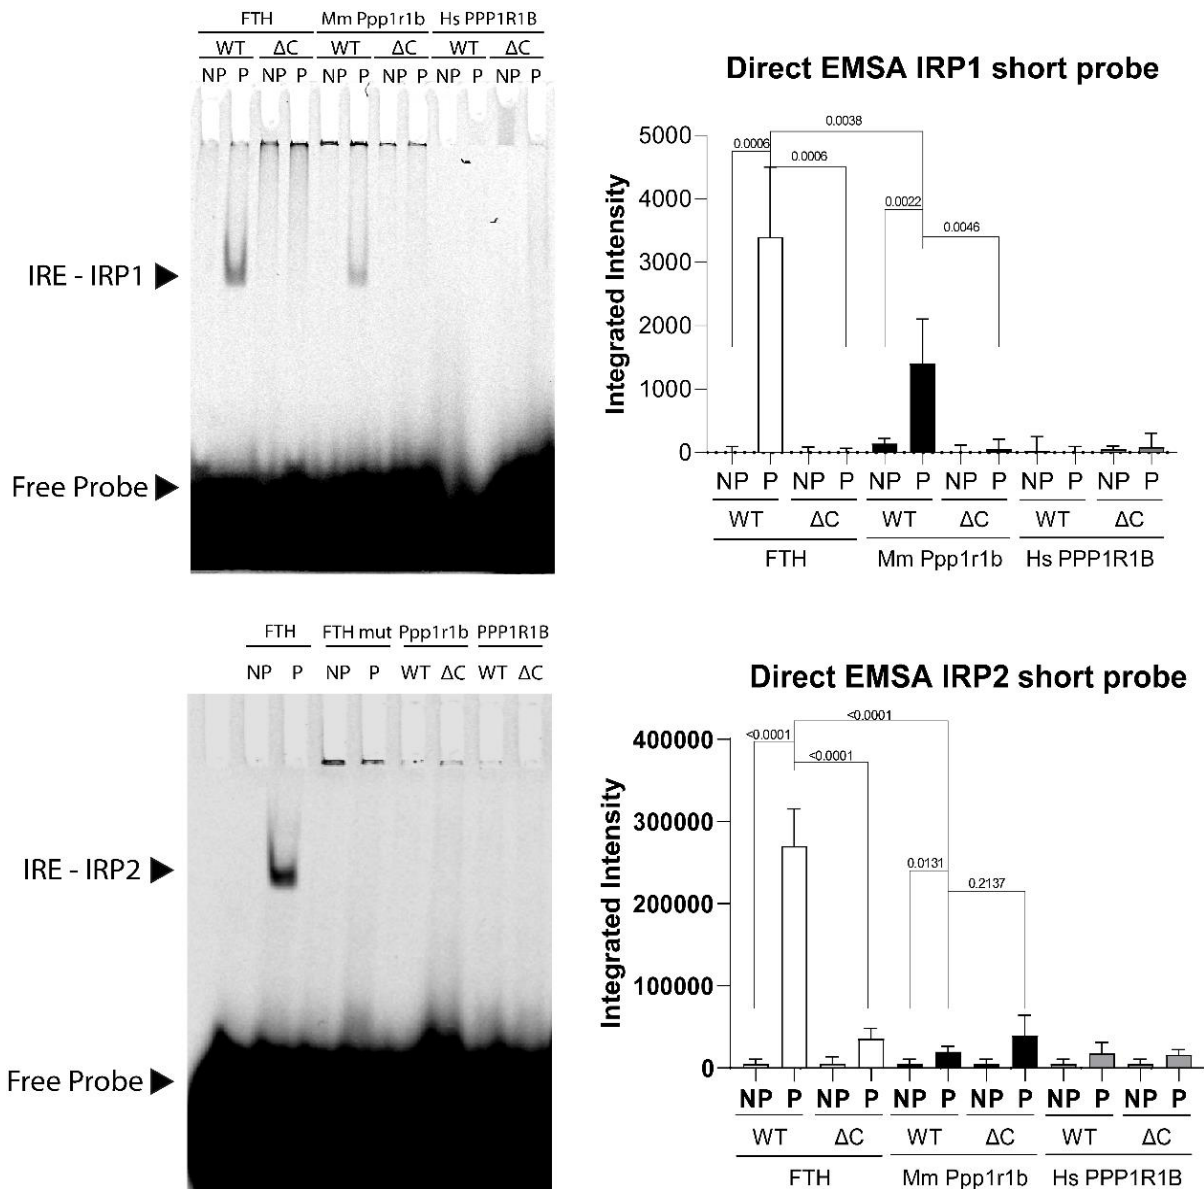 FTH Mm Ppp1r1b Hs PPP1R1B
WT ΔC WT ΔC WT ΔC
NP P NP P NP P NP P NP P NP P
IRE - IRP1
Free Probe
Direct EMSA IRP1 short probe
Integrated Intensity
5000
4000
3000
2000
1000
0
0.0038
0.0006
0.0006
0.0022
0.0046
NP P NP P NP P NP P NP P NP P
WT ΔC WT ΔC WT ΔC
FTH Mm Ppp1r1b Hs PPP1R1B
FTH FTH mut Ppp1r1b PPP1R1B
NP P NP P WT ΔC WT ΔC
IRE - IRP2
Free Probe
Direct EMSA IRP2 short probe
Integrated Intensity
400000
300000
200000
100000
0
<0.0001
<0.0001
<0.0001
0.0131
0.2137
NP P NP P NP P NP P NP P NP P
WT ΔC WT ΔC WT ΔC
FTH Mm Ppp1r1b Hs PPP1R1B